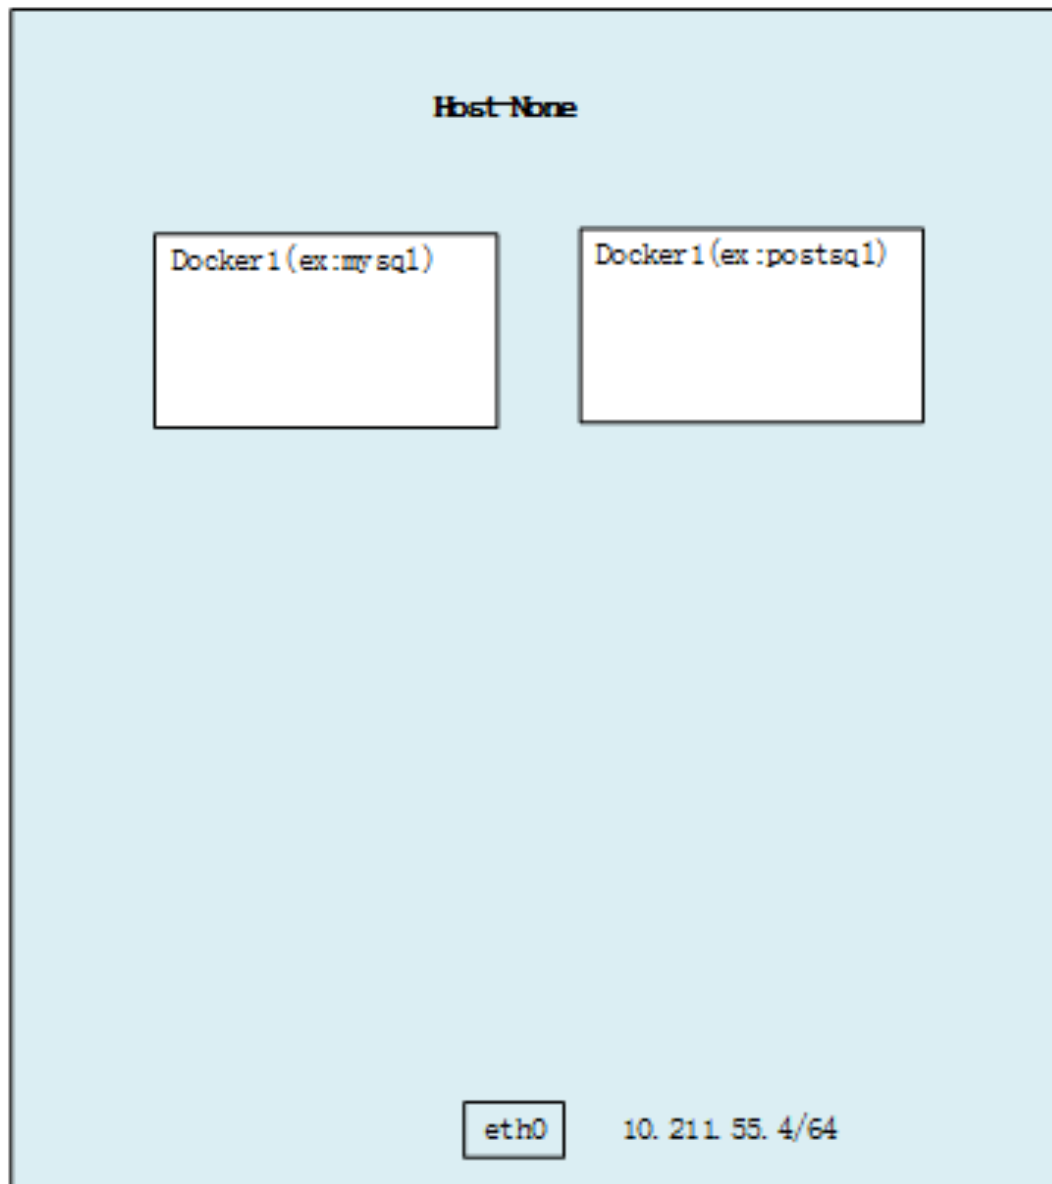 Host None
Docker1(ex:mysql)
Docker1(ex:postsql)
eth0
10.211.55.4/64